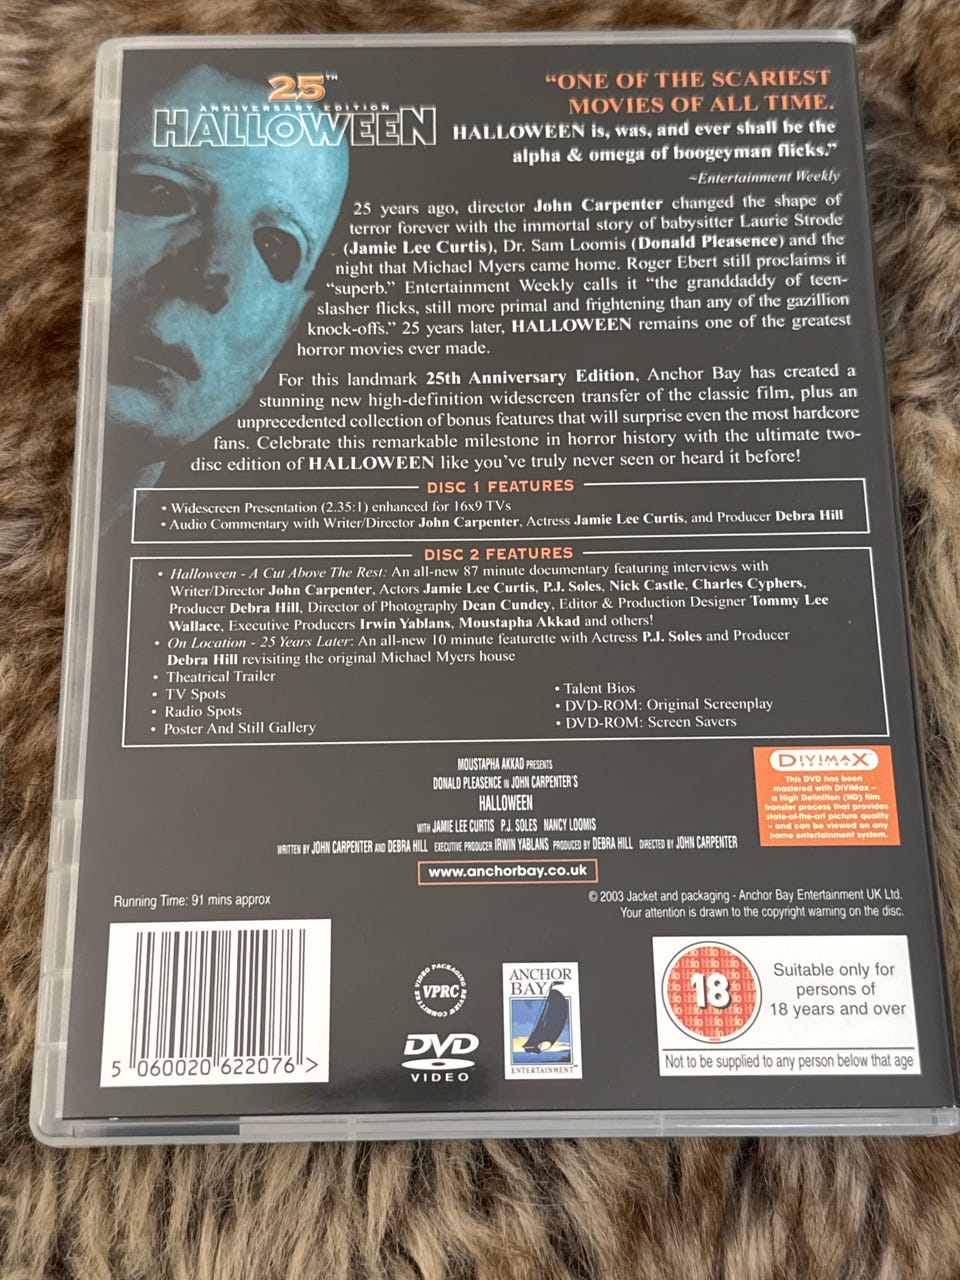 25TH
ANNIVERSARY EDITION
HALLOWEEN
“ONE OF THE SCARIEST
MOVIES OF ALL TIME.
HALLOWEEN is, was, and ever shall be the
alpha & omega of boogeyman flicks.”
~Entertainment Weekly
25 years ago, director John Carpenter changed the shape of
terror forever with the immortal story of babysitter Laurie Strode
(Jamie Lee Curtis), Dr. Sam Loomis (Donald Pleasence) and the
night that Michael Myers came home. Roger Ebert still proclaims it
“superb.” Entertainment Weekly calls it “the granddaddy of teen-
slasher flicks, still more primal and frightening than any of the gazillion
knock-offs.” 25 years later, HALLOWEEN remains one of the greatest
horror movies ever made.
For this landmark 25th Anniversary Edition, Anchor Bay has created a
stunning new high-definition widescreen transfer of the classic film, plus an
unprecedented collection of bonus features that will surprise even the most hardcore
fans. Celebrate this remarkable milestone in horror history with the ultimate two-
disc edition of HALLOWEEN like you’ve truly never seen or heard it before!
DISC 1 FEATURES
• Widescreen Presentation (2.35:1) enhanced for 16x9 TVs
• Audio Commentary with Writer/Director John Carpenter, Actress Jamie Lee Curtis, and Producer Debra Hill
DISC 2 FEATURES
• Halloween - A Cut Above The Rest: An all-new 87 minute documentary featuring interviews with
Writer/Director John Carpenter, Actors Jamie Lee Curtis, P.J. Soles, Nick Castle, Charles Cyphers,
Producer Debra Hill, Director of Photography Dean Cundey, Editor & Production Designer Tommy Lee
Wallace, Executive Producers Irwin Yablans, Moustapha Akkad and others!
• On Location - 25 Years Later: An all-new 10 minute featurette with Actress P.J. Soles and Producer
Debra Hill revisiting the original Michael Myers house
• Theatrical Trailer
• TV Spots
• Radio Spots
• Poster And Still Gallery
• Talent Bios
• DVD-ROM: Original Screenplay
• DVD-ROM: Screen Savers
MOUSTAPHA AKKAD PRESENTS
DONALD PLEASENCE IN JOHN CARPENTER'S
HALLOWEEN
WITH JAMIE LEE CURTIS P.J. SOLES NANCY LOOMIS
WRITTEN BY JOHN CARPENTER AND DEBRA HILL EXECUTIVE PRODUCER IRWIN YABLANS PRODUCED BY DEBRA HILL DIRECTED BY JOHN CARPENTER
DIVIMAX
SERIES
This DVD has been
mastered with DiViMax –
a High Definition (HD) film
transfer process that provides
state-of-the-art picture quality
– and can be viewed on any
home entertainment system.
www.anchorbay.co.uk
Running Time: 91 mins approx
© 2003 Jacket and packaging - Anchor Bay Entertainment UK Ltd.
Your attention is drawn to the copyright warning on the disc.
5 060020 622076 >
VIDEO PACKAGING REVIEW COMMITTEE
VPRC
DVD
VIDEO
ANCHOR
BAY
ENTERTAINMENT™
18
Suitable only for
persons of
18 years and over
Not to be supplied to any person below that age